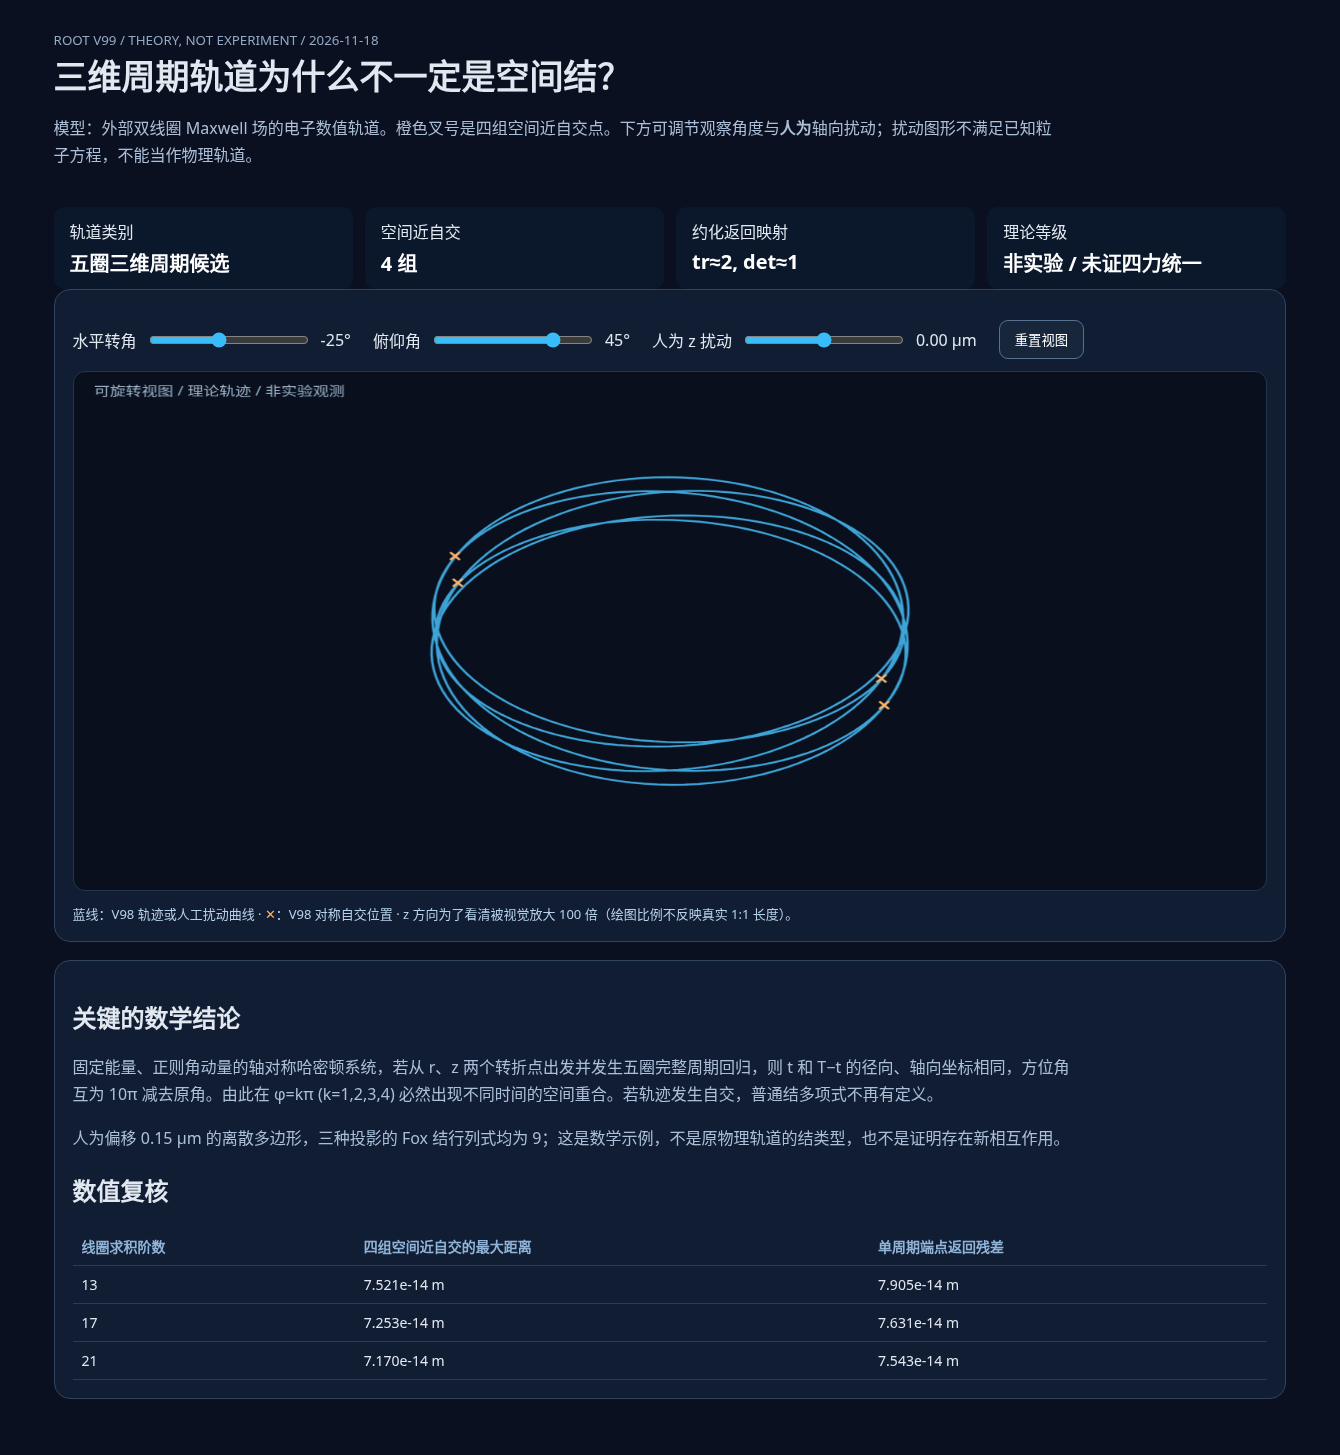 ROOT V99 / THEORY, NOT EXPERIMENT / 2026-11-18
三维周期轨道为什么不一定是空间结？
模型：外部双线圈 Maxwell 场的电子数值轨道。橙色叉号是四组空间近自交点。下方可调节观察角度与人为轴向扰动；扰动图形不满足已知粒
子方程，不能当作物理轨道。
轨道类别
五圈三维周期候选
空间近自交
4 组
约化返回映射
tr≈2, det≈1
理论等级
非实验 / 未证四力统一
水平转角 -25° 俯仰角 45° 人为 z 扰动 0.00 μm 重置视图
可旋转视图 / 理论轨迹 / 非实验观测
蓝线：V98 轨迹或人工扰动曲线 · ×：V98 对称自交位置 · z 方向为了看清被视觉放大 100 倍（绘图比例不反映真实 1:1 长度）。
关键的数学结论
固定能量、正则角动量的轴对称哈密顿系统，若从 r、z 两个转折点出发并发生五圈完整周期回归，则 t 和 T−t 的径向、轴向坐标相同，方位角
互为 10π 减去原角。由此在 φ=kπ (k=1,2,3,4) 必然出现不同时间的空间重合。若轨迹发生自交，普通结多项式不再有定义。
人为偏移 0.15 μm 的离散多边形，三种投影的 Fox 结行列式均为 9；这是数学示例，不是原物理轨道的结类型，也不是证明存在新相互作用。
数值复核
线圈求积阶数 四组空间近自交的最大距离 单周期端点返回残差
13 7.521e-14 m 7.905e-14 m
17 7.253e-14 m 7.631e-14 m
21 7.170e-14 m 7.543e-14 m